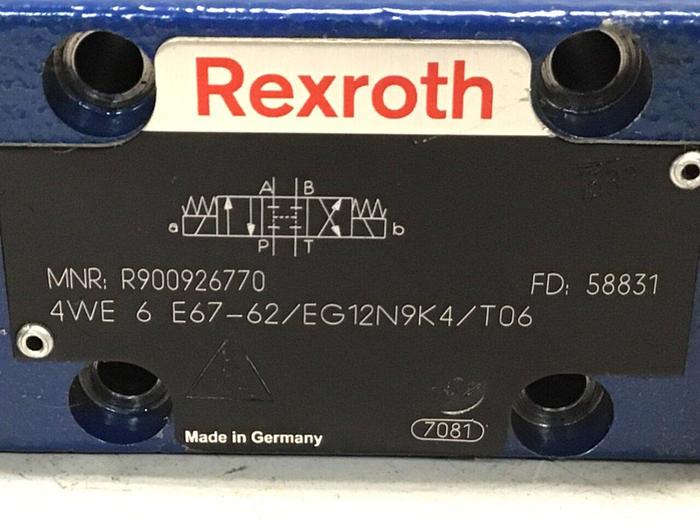 Rexroth
A B
a b
P T
MNR: R900926770 FD: 58831
4WE 6 E67-62/EG12N9K4/T06
7081
Made in Germany